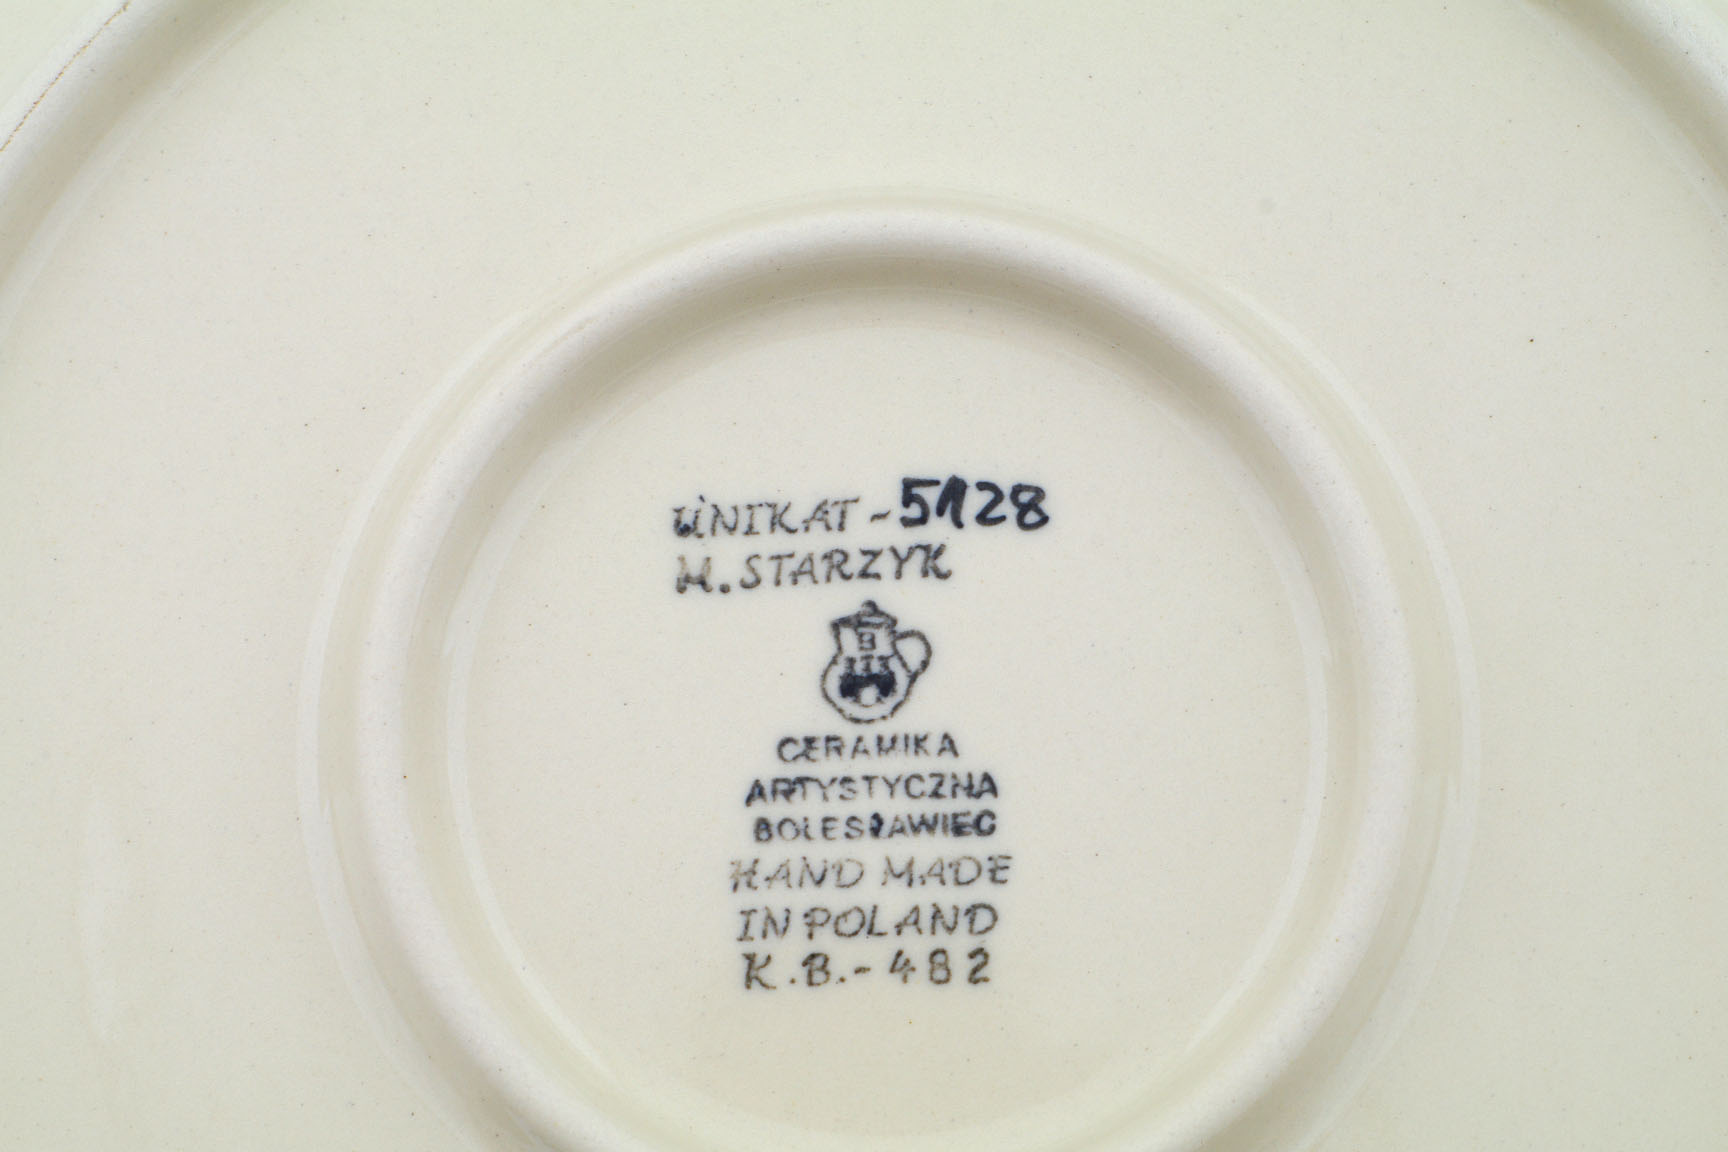 UNIKAT - 5128
M. STARZYK
B
CERAMIKA
ARTYSTYCZNA
BOLESŁAWIEC
HAND MADE
IN POLAND
K.B.- 482